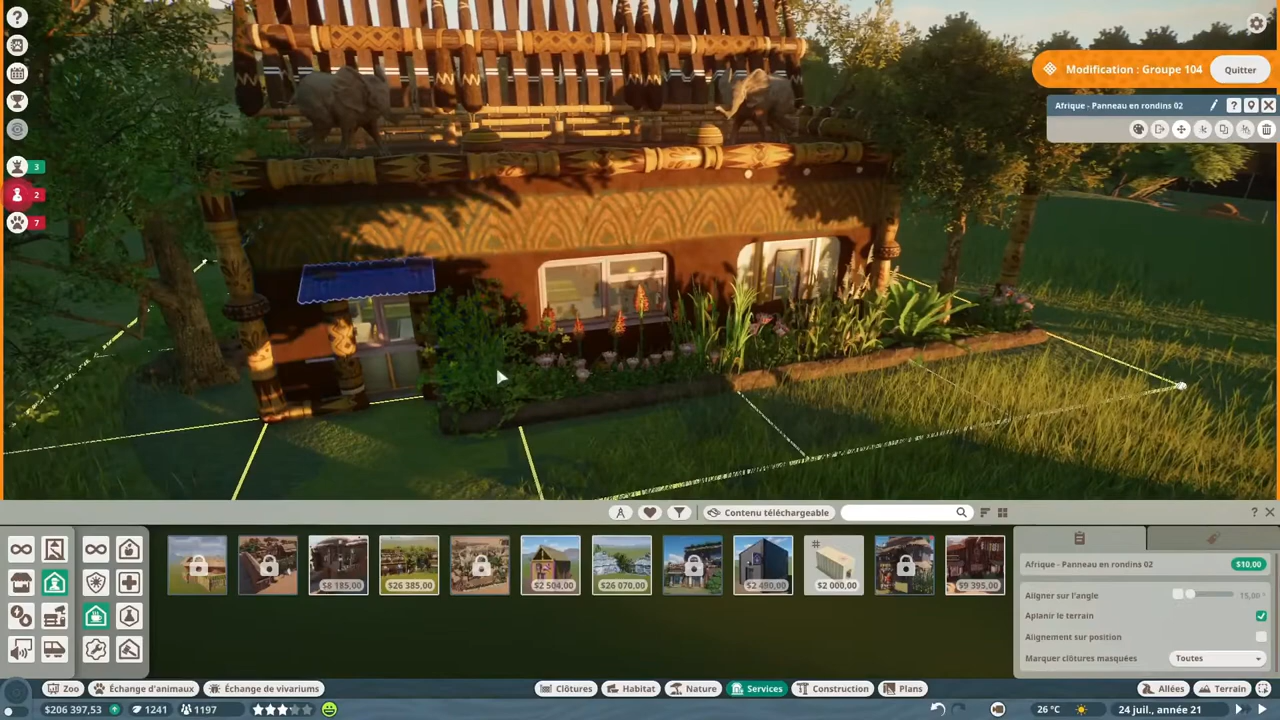 Modification : Groupe 104
Quitter
Afrique - Panneau en rondins 02
3
2
7
Contenu téléchargeable
$8 185,00
$26 385,00
$2 504,00
$26 070,00
$2 000,00
$9 395,00
Afrique - Panneau en rondins 02
$10,00
Aligner sur l'angle
15,00 °
Aplanir le terrain
Alignement sur position
Marquer clôtures masquées
Toutes
Zoo
Échange d'animaux
Échange de vivariums
Clôtures
Habitat
Nature
Services
Construction
Plans
Allées
Terrain
$206 397,53
1241
1197
26 °C
24 juil., année 21